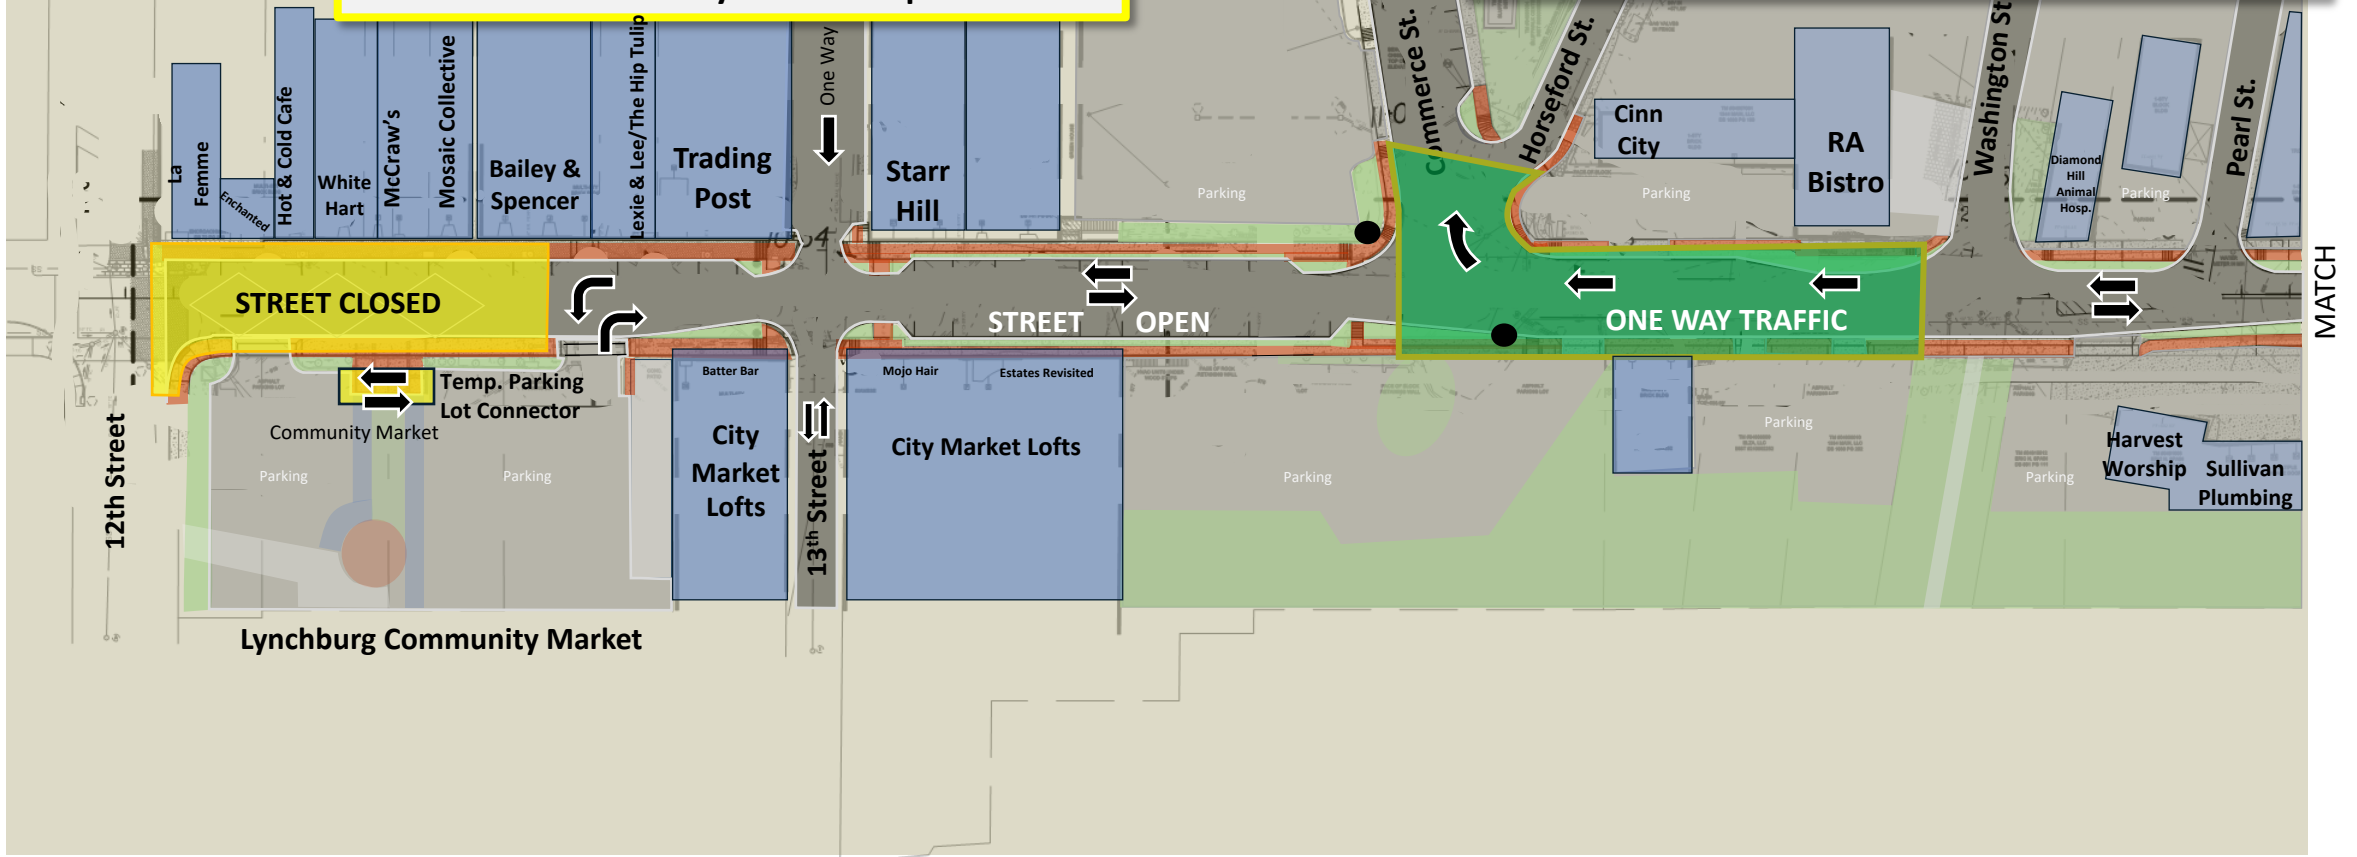 One Way
Commerce St.
Horseford St.
Washington St
Pearl St.
La
Femme
Enchanted
Hot & Cold Cafe
White
Hart
McCraw's
Mosaic Collective
Bailey &
Spencer
Lexie & Lee/The Hip Tulip
Trading
Post
Starr
Hill
Parking
Cinn
City
Parking
RA
Bistro
Diamond
Hill
Animal
Hosp.
Parking
STREET CLOSED
STREET OPEN
ONE WAY TRAFFIC
MATCH
Temp. Parking
Lot Connector
Community Market
Parking
Parking
12th Street
Batter Bar
City
Market
Lofts
13th Street
Mojo Hair
Estates Revisited
City Market Lofts
Parking
Parking
Harvest
Worship
Parking
Sullivan
Plumbing
Lynchburg Community Market